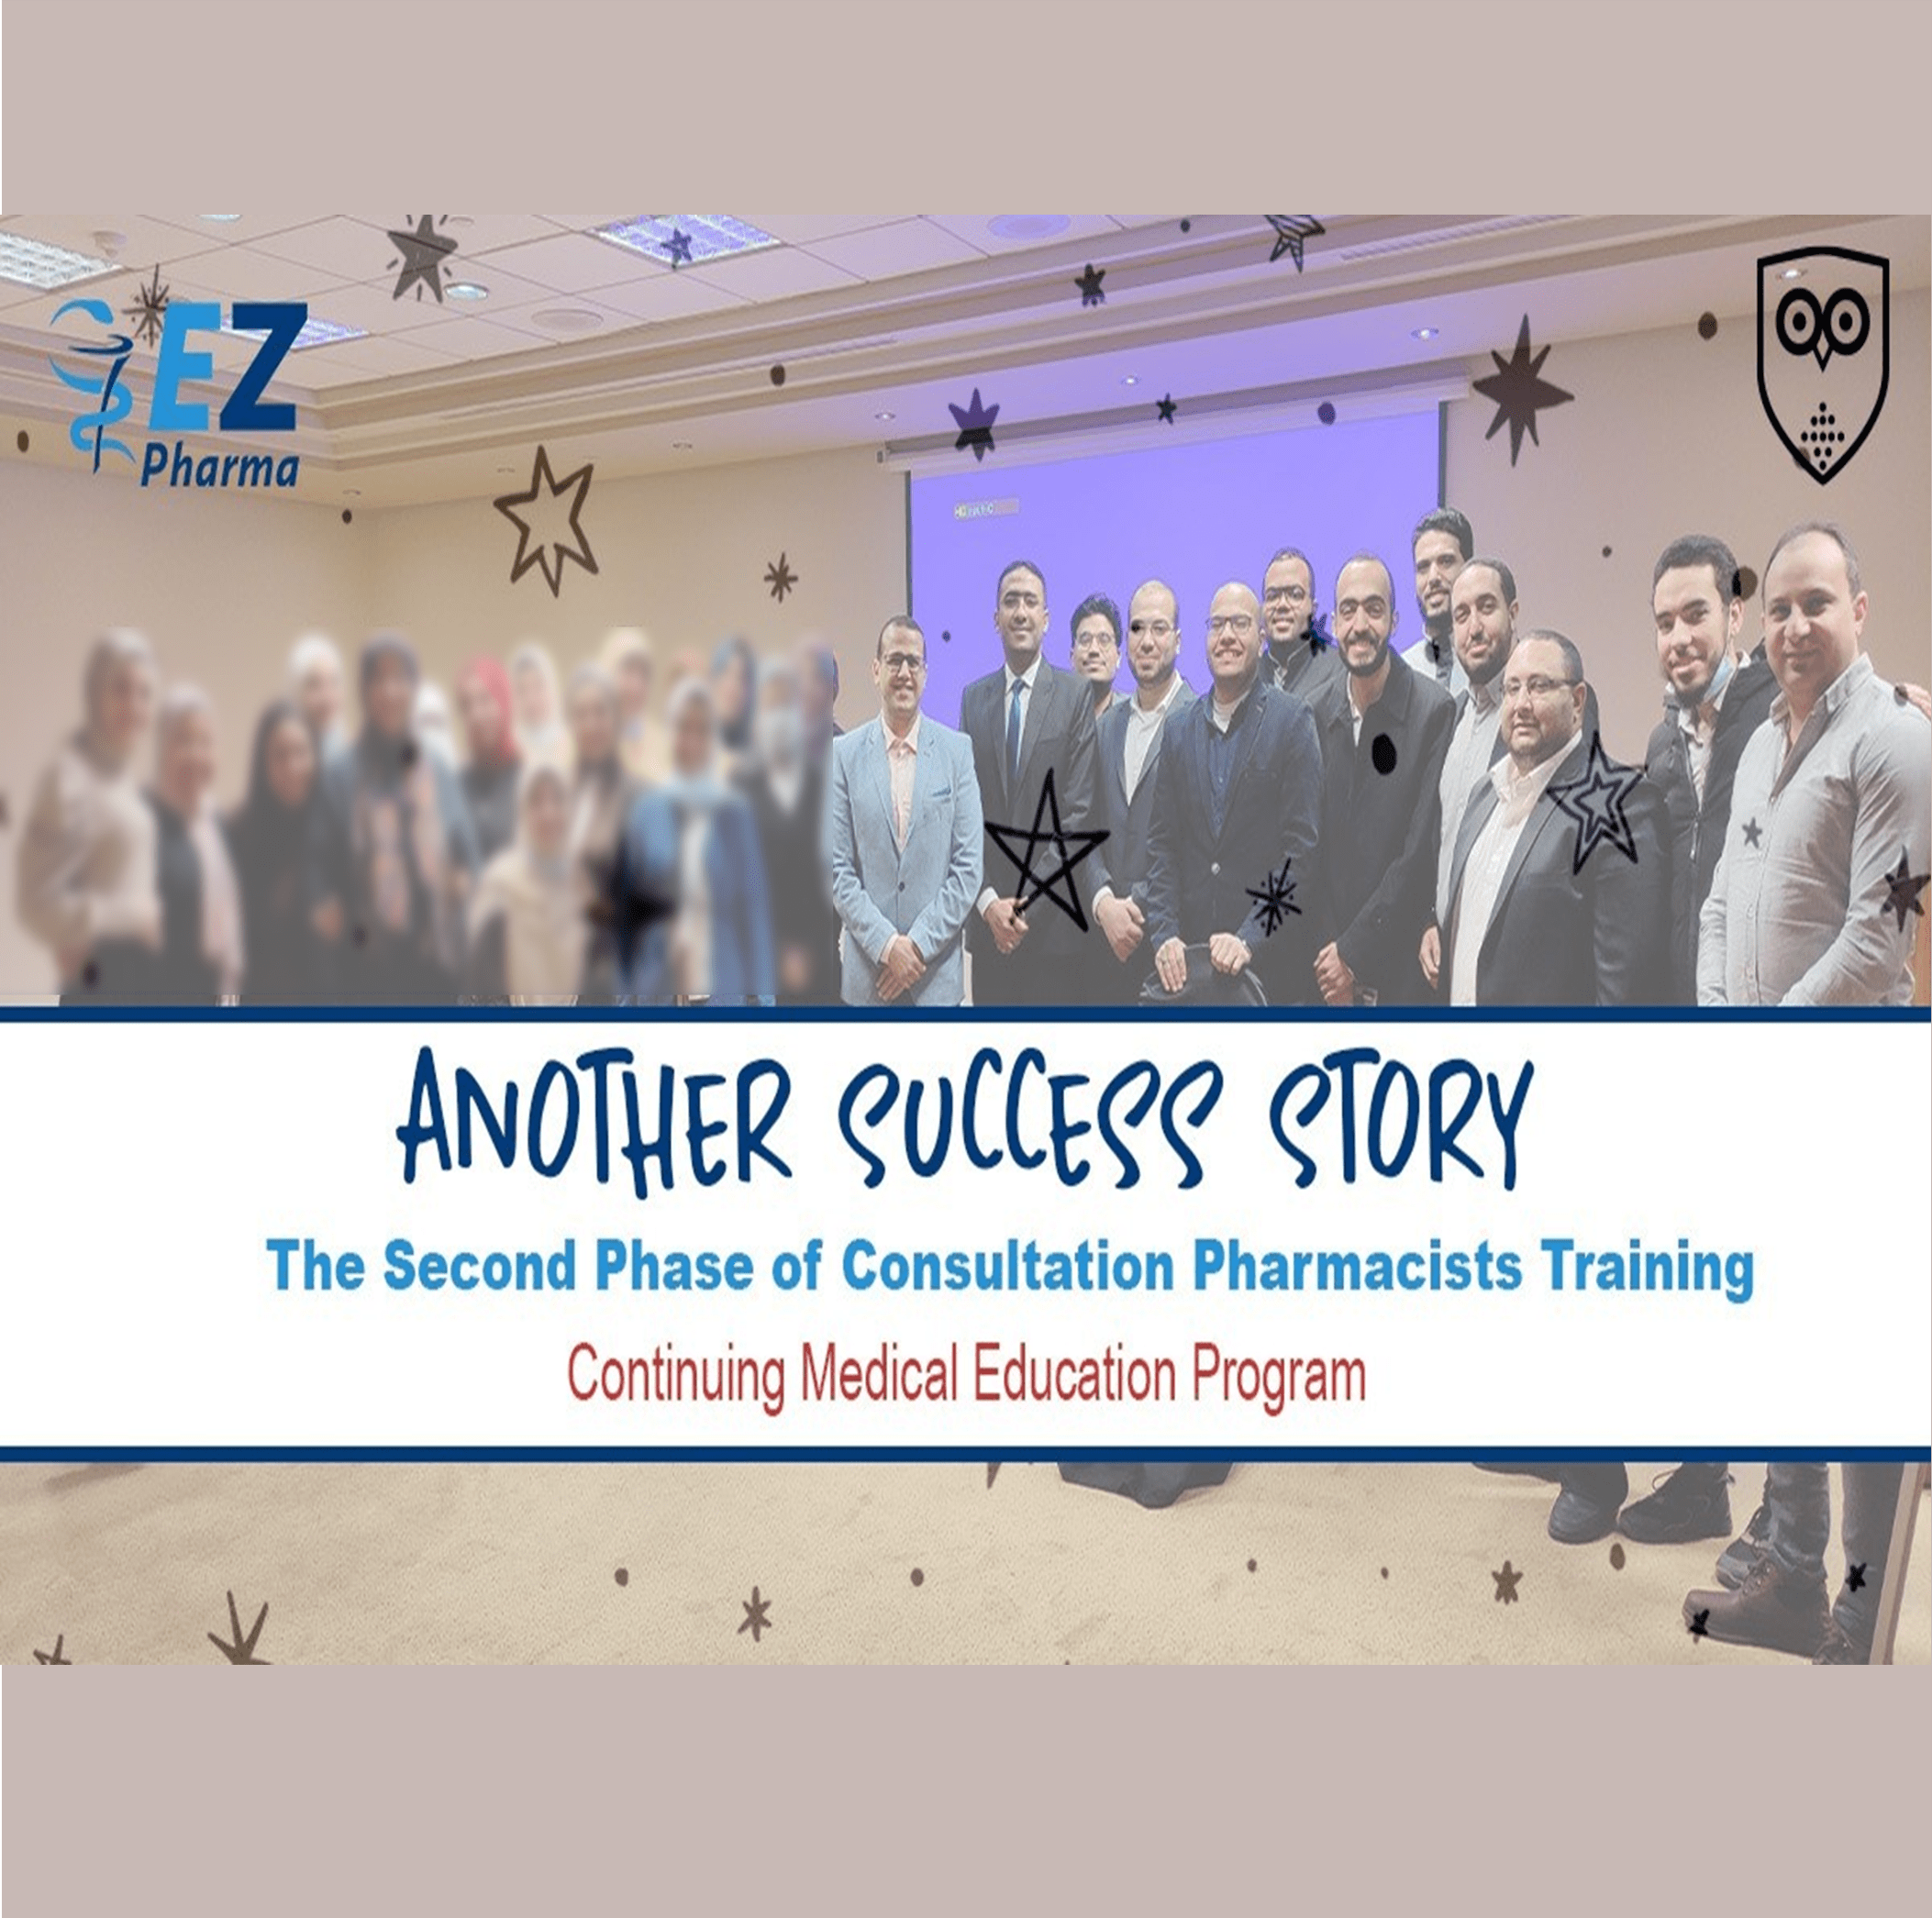 EZ
Pharma
ANOTHER SUCCESS STORY
The Second Phase of Consultation Pharmacists Training
Continuing Medical Education Program